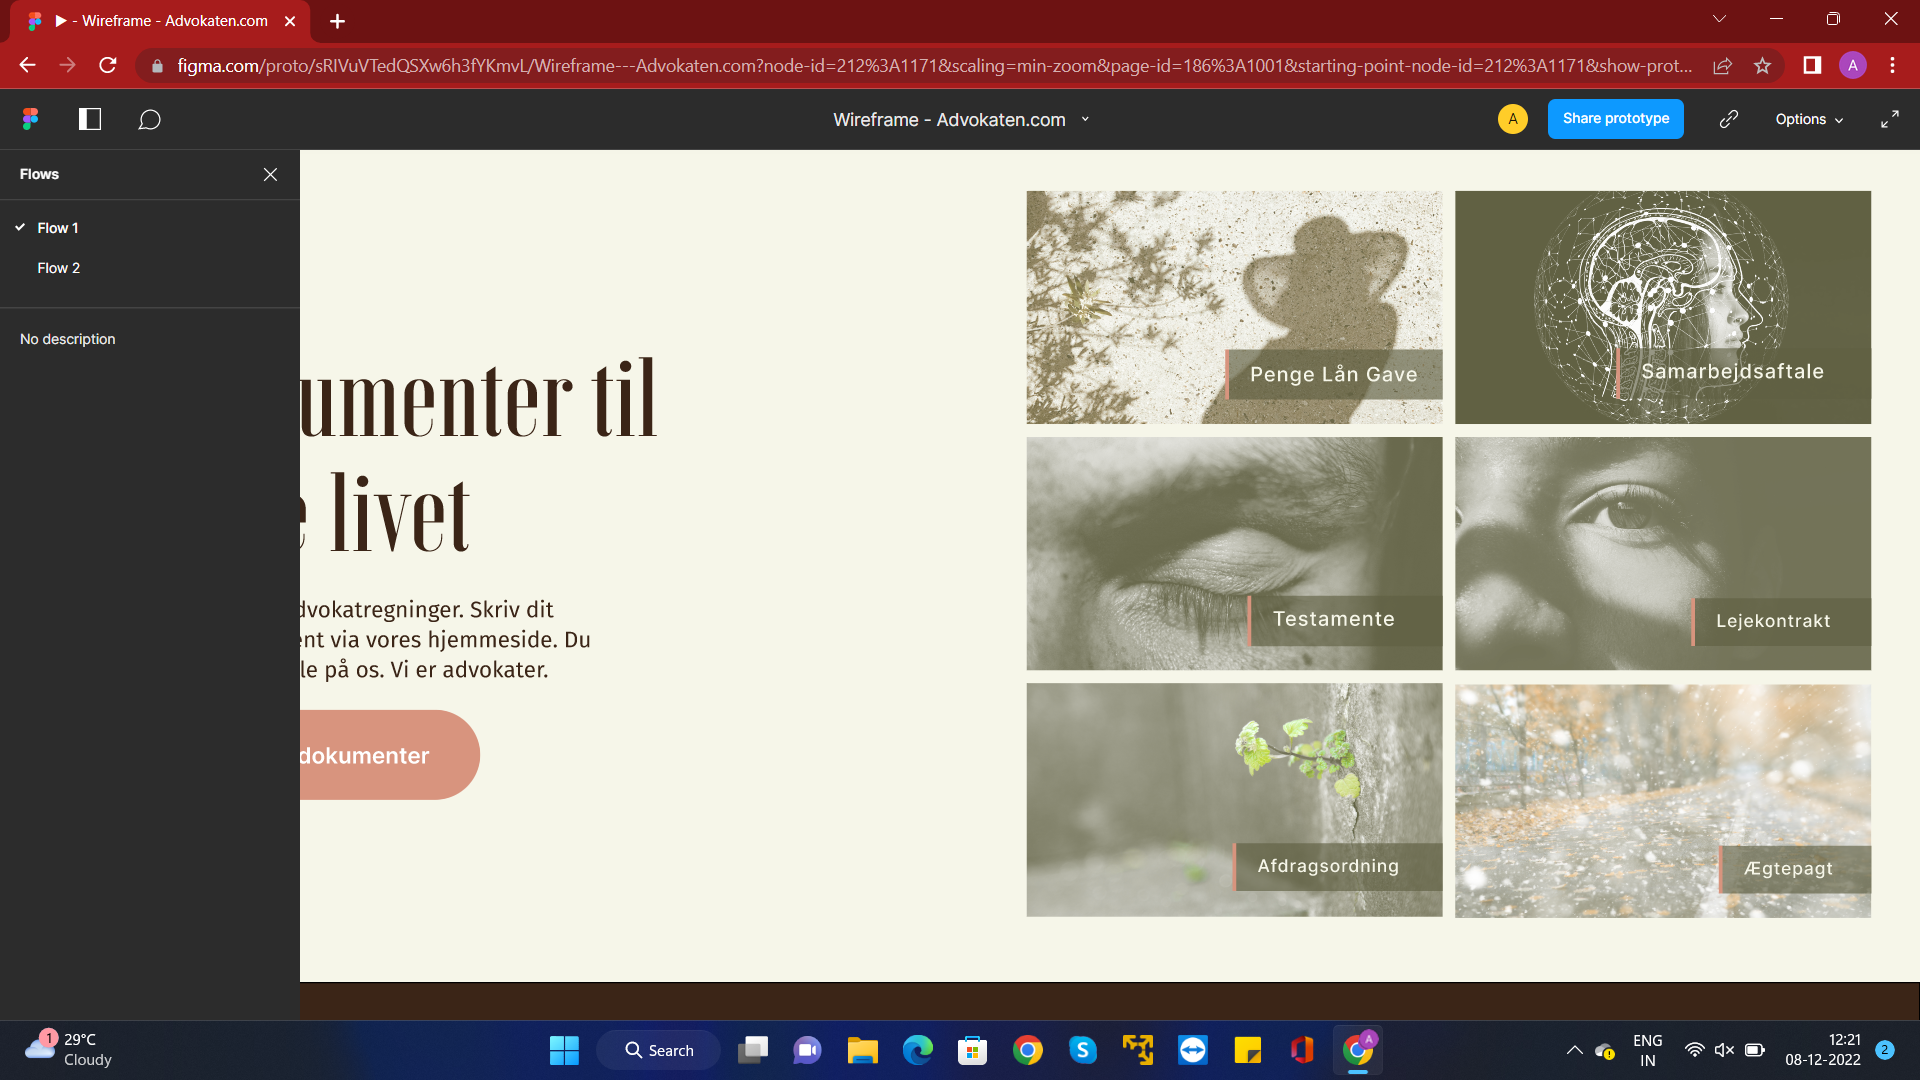 - Wireframe - Advokaten.com
figma.com/proto/sRIVuVTedQSXw6h3fYKmvL/Wireframe---Advokaten.com?node-id=212%3A1171&scaling=min-zoom&page-id=186%3A1001&starting-point-node-id=212%3A1171&show-prot...
A
Wireframe - Advokaten.com
A
Share prototype
Options
Flows
Flow 1
Flow 2
No description
umenter til
e livet
dvokatregninger. Skriv dit
ent via vores hjemmeside. Du
le på os. Vi er advokater.
dokumenter
Penge Lån Gave
Samarbejdsaftale
Testamente
Lejekontrakt
Afdragsordning
Ægtepagt
1
29°C
Cloudy
Search
A
ENG
IN
12:21
08-12-2022
2